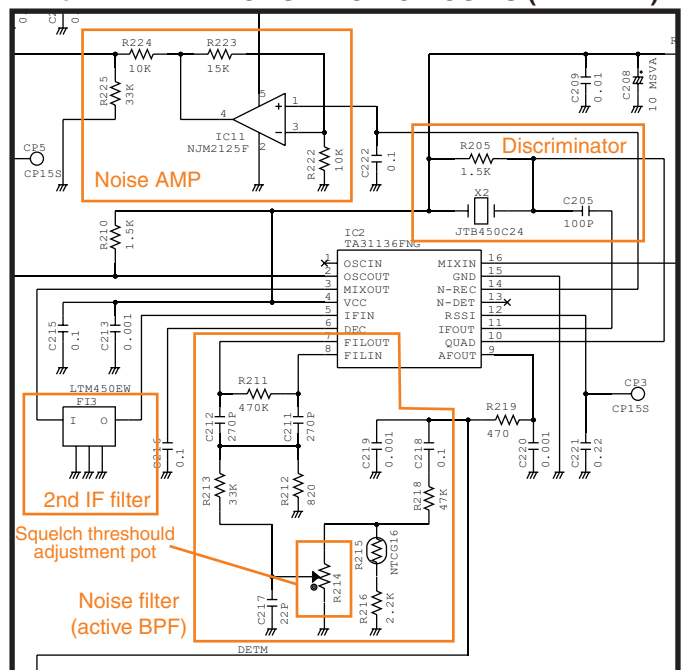 R224
10K
R223
15K
R225
33K
5
4
1
3
2
IC11
NJM2125F
R222
10K
Noise AMP
C222
0.1
C209
0.01
C208
10 MSVA
CP5
CP15S
Discriminator
R205
1.5K
X2
JTB450C24
C205
100P
R210
1.5K
IC2
TA31136FNG
1 OSCIN MIXIN 16
2 OSCOUT GND 15
3 MIXOUT N-REC 14
4 VCC N-DET 13
5 IFIN RSSI 12
6 DEC IFOUT 11
7 FILOUT QUAD 10
8 FILIN AFOUT 9
C215
0.1
C213
0.001
LTM450EW
FI3
I O
2nd IF filter
C216
0.1
R211
470K
C212
270P
C211
270P
R213
33K
R212
820
C219
0.001
C218
0.1
R218
47K
R219
470
C220
0.001
C221
0.22
CP3
CP15S
Squelch threshould
adjustment pot
R214
R215
NTCG16
R216
2.2K
C217
22P
Noise filter
(active BPF)
DETM